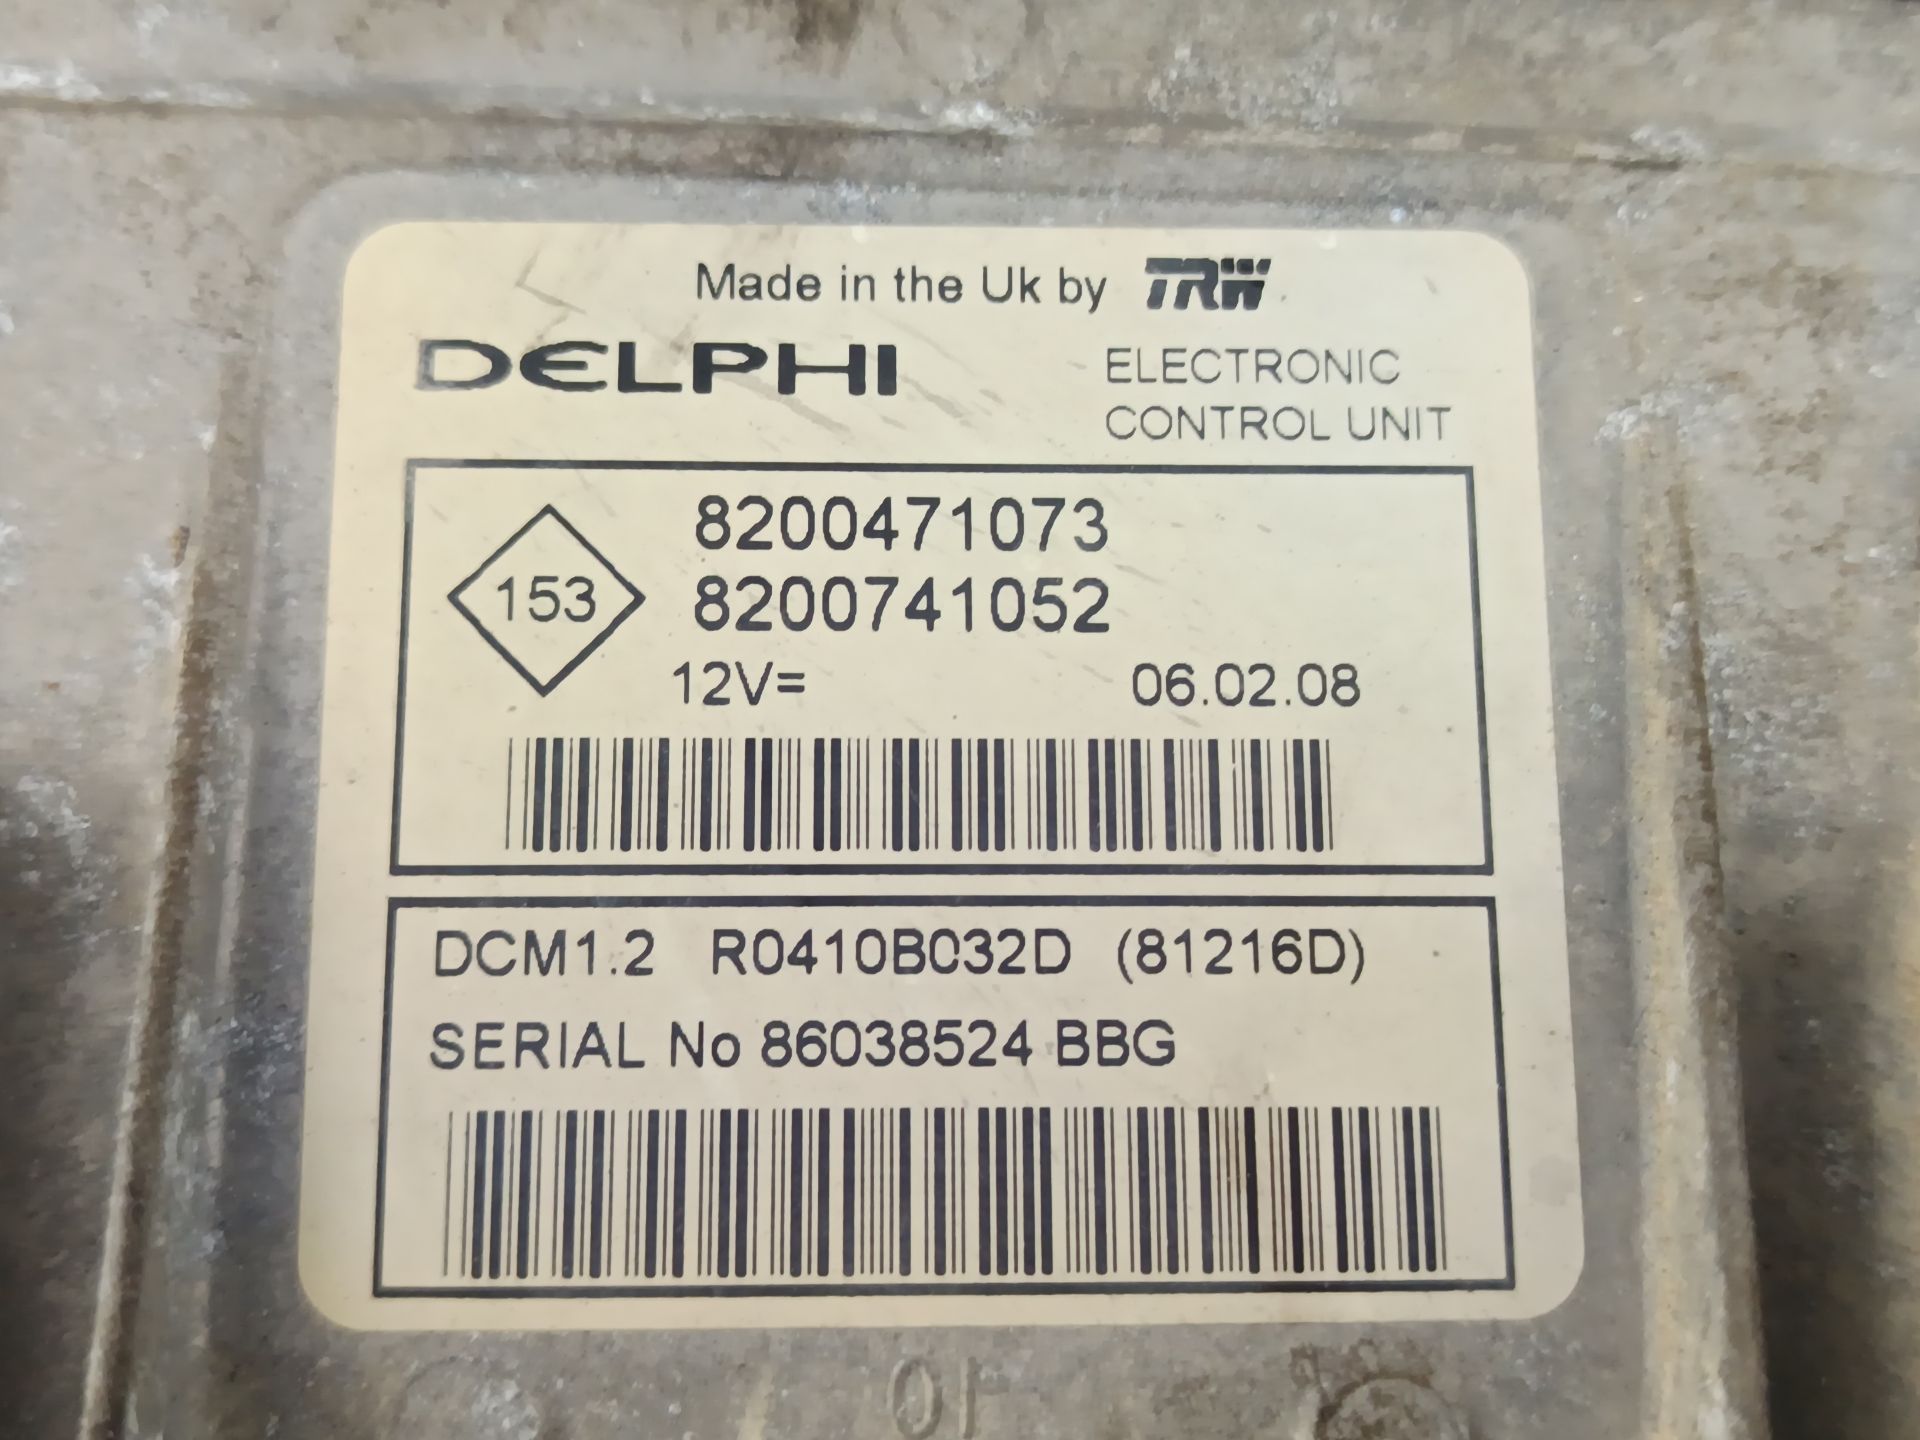 Made in the Uk by TRW
DELPHI
ELECTRONIC
CONTROL UNIT
153
8200471073
8200741052
12V=
06.02.08
DCM1.2 R0410B032D (81216D)
SERIAL No 86038524 BBG
01